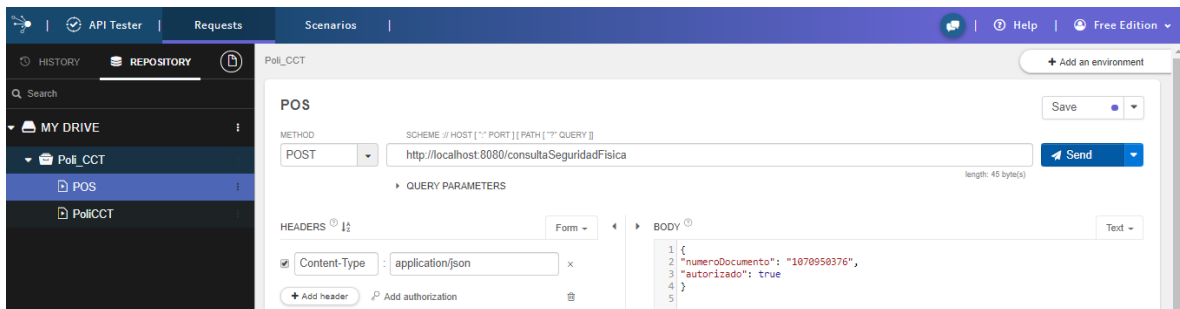 API Tester | Requests Scenarios | Help | Free Edition
HISTORY REPOSITORY
Search
MY DRIVE
Poli_CCT
POS
PoliCCT
Poli_CCT
+ Add an environment
POS
Save
METHOD
SCHEME :// HOST [ ":" PORT ] [ PATH [ "?" QUERY ]]
POST
http://localhost:8080/consultaSeguridadFisica
Send
length: 45 byte(s)
QUERY PARAMETERS
HEADERS
Form
Content-Type : application/json
+ Add header
Add authorization
BODY
Text
1 {
2 "numeroDocumento": "1070950376",
3 "autorizado": true
4 }
5